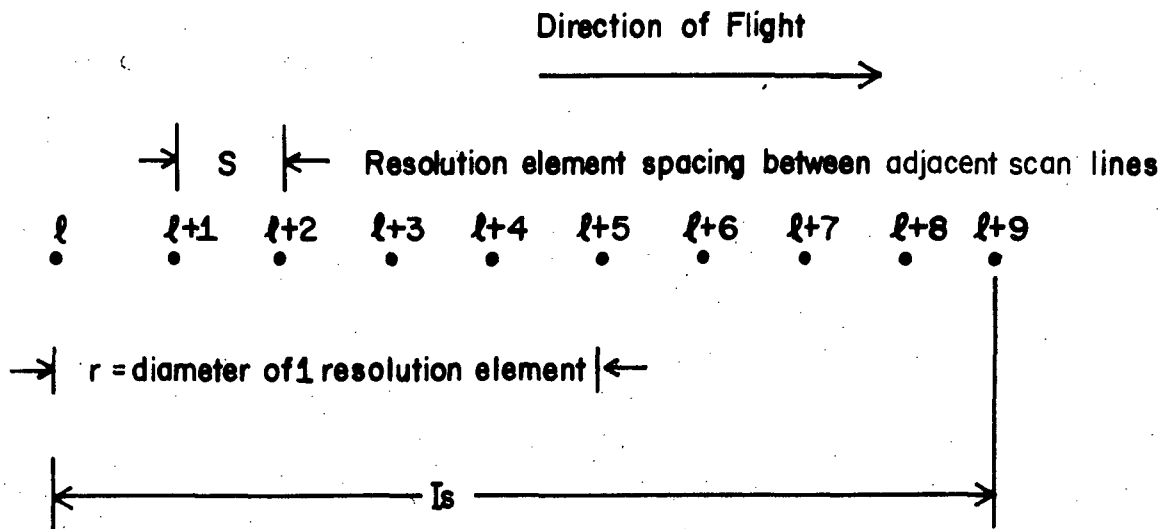 Direction of Flight
S Resolution element spacing between adjacent scan lines
ℓ ℓ+1 ℓ+2 ℓ+3 ℓ+4 ℓ+5 ℓ+6 ℓ+7 ℓ+8 ℓ+9
r = diameter of 1 resolution element
Is